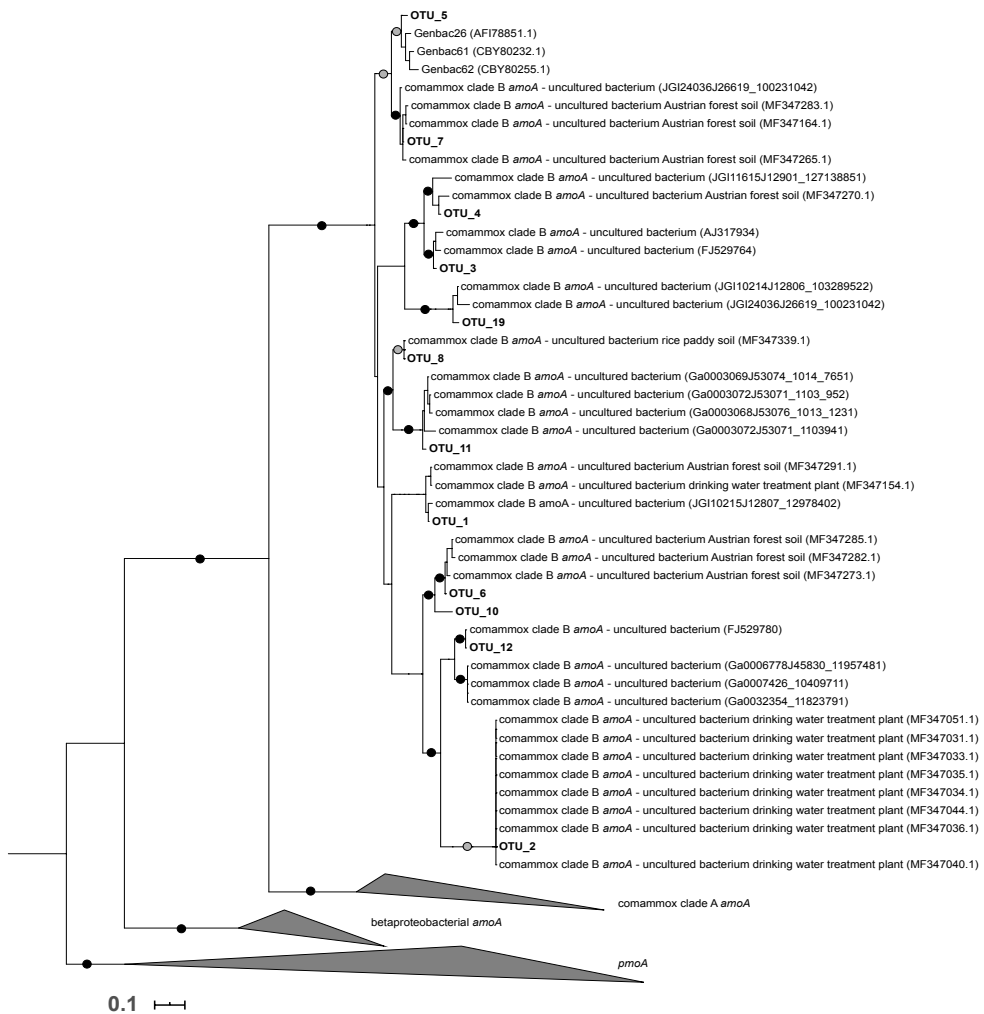 OTU_5
Genbac26 (AFI78851.1)
Genbac61 (CBY80232.1)
Genbac62 (CBY80255.1)
comammox clade B amoA - uncultured bacterium (JGI24036J26619_100231042)
comammox clade B amoA - uncultured bacterium Austrian forest soil (MF347283.1)
comammox clade B amoA - uncultured bacterium Austrian forest soil (MF347164.1)
OTU_7
comammox clade B amoA - uncultured bacterium Austrian forest soil (MF347265.1)
comammox clade B amoA - uncultured bacterium (JGI11615J12901_127138851)
comammox clade B amoA - uncultured bacterium Austrian forest soil (MF347270.1)
OTU_4
comammox clade B amoA - uncultured bacterium (AJ317934)
comammox clade B amoA - uncultured bacterium (FJ529764)
OTU_3
comammox clade B amoA - uncultured bacterium (JGI10214J12806_103289522)
comammox clade B amoA - uncultured bacterium (JGI24036J26619_100231042)
OTU_19
comammox clade B amoA - uncultured bacterium rice paddy soil (MF347339.1)
OTU_8
comammox clade B amoA - uncultured bacterium (Ga0003069J53074_1014_7651)
comammox clade B amoA - uncultured bacterium (Ga0003072J53071_1103_952)
comammox clade B amoA - uncultured bacterium (Ga0003068J53076_1013_1231)
comammox clade B amoA - uncultured bacterium (Ga0003072J53071_1103941)
OTU_11
comammox clade B amoA - uncultured bacterium Austrian forest soil (MF347291.1)
comammox clade B amoA - uncultured bacterium drinking water treatment plant (MF347154.1)
comammox clade B amoA - uncultured bacterium (JGI10215J12807_12978402)
OTU_1
comammox clade B amoA - uncultured bacterium Austrian forest soil (MF347285.1)
comammox clade B amoA - uncultured bacterium Austrian forest soil (MF347282.1)
comammox clade B amoA - uncultured bacterium Austrian forest soil (MF347273.1)
OTU_6
OTU_10
comammox clade B amoA - uncultured bacterium (FJ529780)
OTU_12
comammox clade B amoA - uncultured bacterium (Ga0006778J45830_11957481)
comammox clade B amoA - uncultured bacterium (Ga0007426_10409711)
comammox clade B amoA - uncultured bacterium (Ga0032354_11823791)
comammox clade B amoA - uncultured bacterium drinking water treatment plant (MF347051.1)
comammox clade B amoA - uncultured bacterium drinking water treatment plant (MF347031.1)
comammox clade B amoA - uncultured bacterium drinking water treatment plant (MF347033.1)
comammox clade B amoA - uncultured bacterium drinking water treatment plant (MF347035.1)
comammox clade B amoA - uncultured bacterium drinking water treatment plant (MF347034.1)
comammox clade B amoA - uncultured bacterium drinking water treatment plant (MF347044.1)
comammox clade B amoA - uncultured bacterium drinking water treatment plant (MF347036.1)
OTU_2
comammox clade B amoA - uncultured bacterium drinking water treatment plant (MF347040.1)
comammox clade A amoA
betaproteobacterial amoA
pmoA
0.1